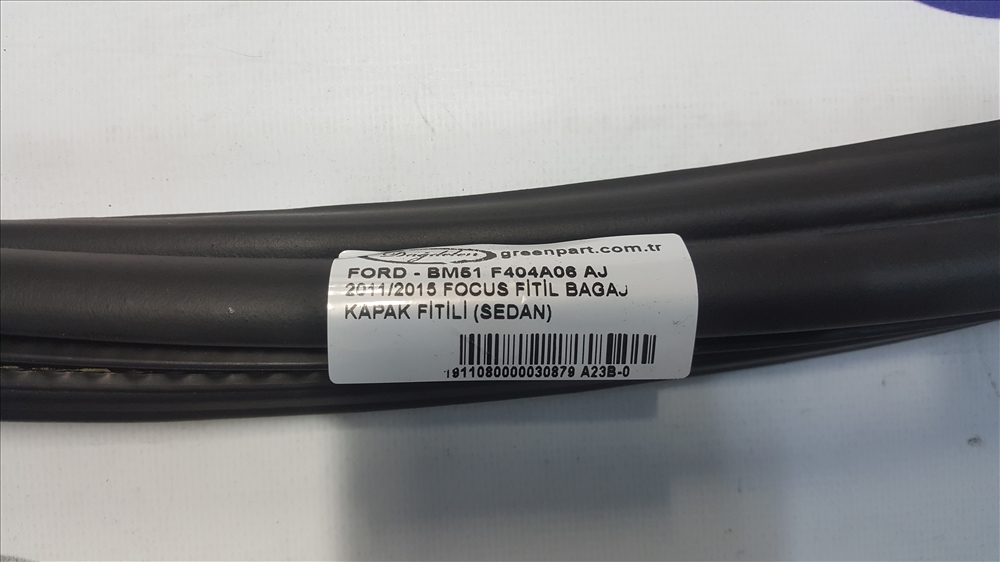 Dağdelen greenpart.com.tr
FORD - BM51 F404A06 AJ
2011/2015 FOCUS FİTİL BAGAJ
KAPAK FİTİLİ (SEDAN)
1911080000030879 A23B-0